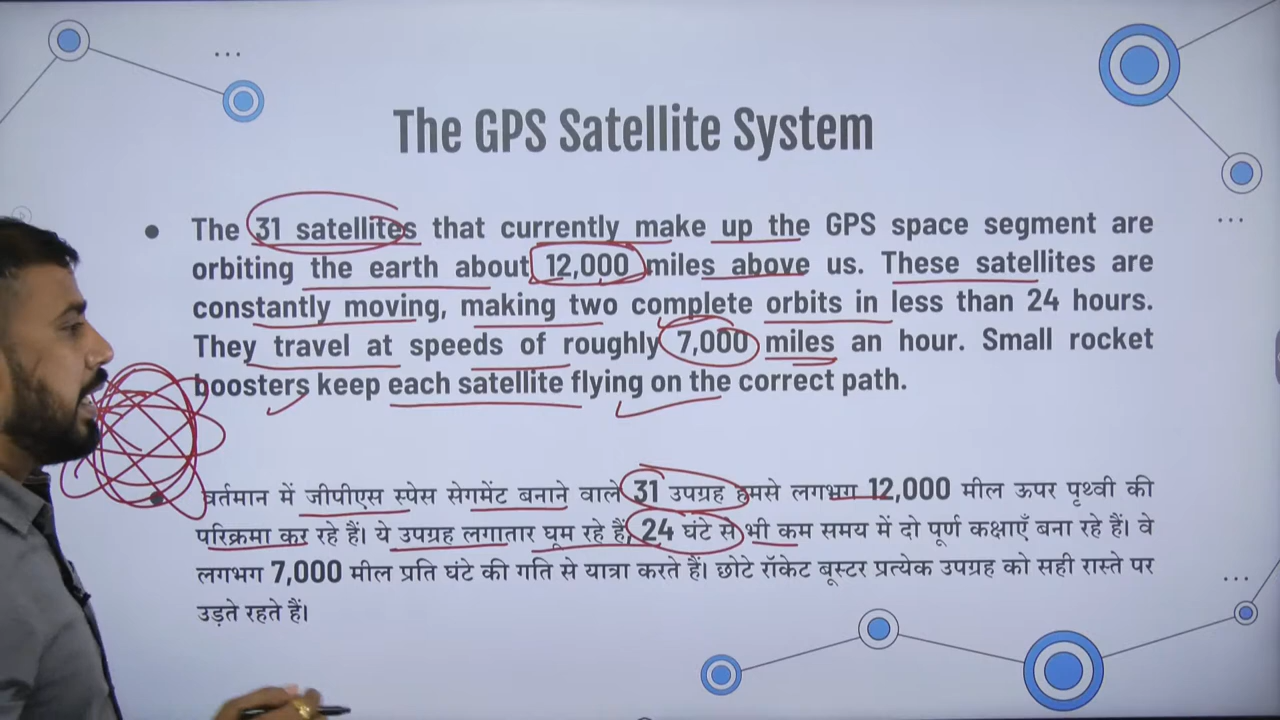 The GPS Satellite System
The 31 satellites that currently make up the GPS space segment are
orbiting the earth about 12,000 miles above us. These satellites are
constantly moving, making two complete orbits in less than 24 hours.
They travel at speeds of roughly 7,000 miles an hour. Small rocket
boosters keep each satellite flying on the correct path.
वर्तमान में जीपीएस स्पेस सेगमेंट बनाने वाले 31 उपग्रह हमसे लगभग 12,000 मील ऊपर पृथ्वी की
परिक्रमा कर रहे हैं। ये उपग्रह लगातार घूम रहे हैं, 24 घंटे से भी कम समय में दो पूर्ण कक्षाएँ बना रहे हैं। वे
लगभग 7,000 मील प्रति घंटे की गति से यात्रा करते हैं। छोटे रॉकेट बूस्टर प्रत्येक उपग्रह को सही रास्ते पर
उड़ते रहते हैं।